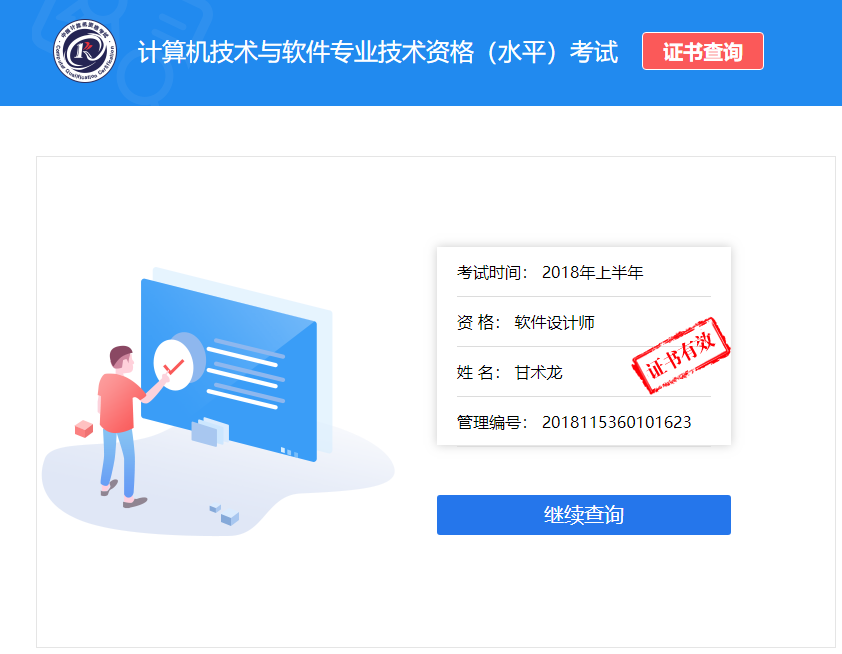 计算机技术与软件专业技术资格（水平）考试
证书查询
考试时间： 2018年上半年
资 格： 软件设计师
证书有效
姓 名： 甘术龙
管理编号： 2018115360101623
继续查询